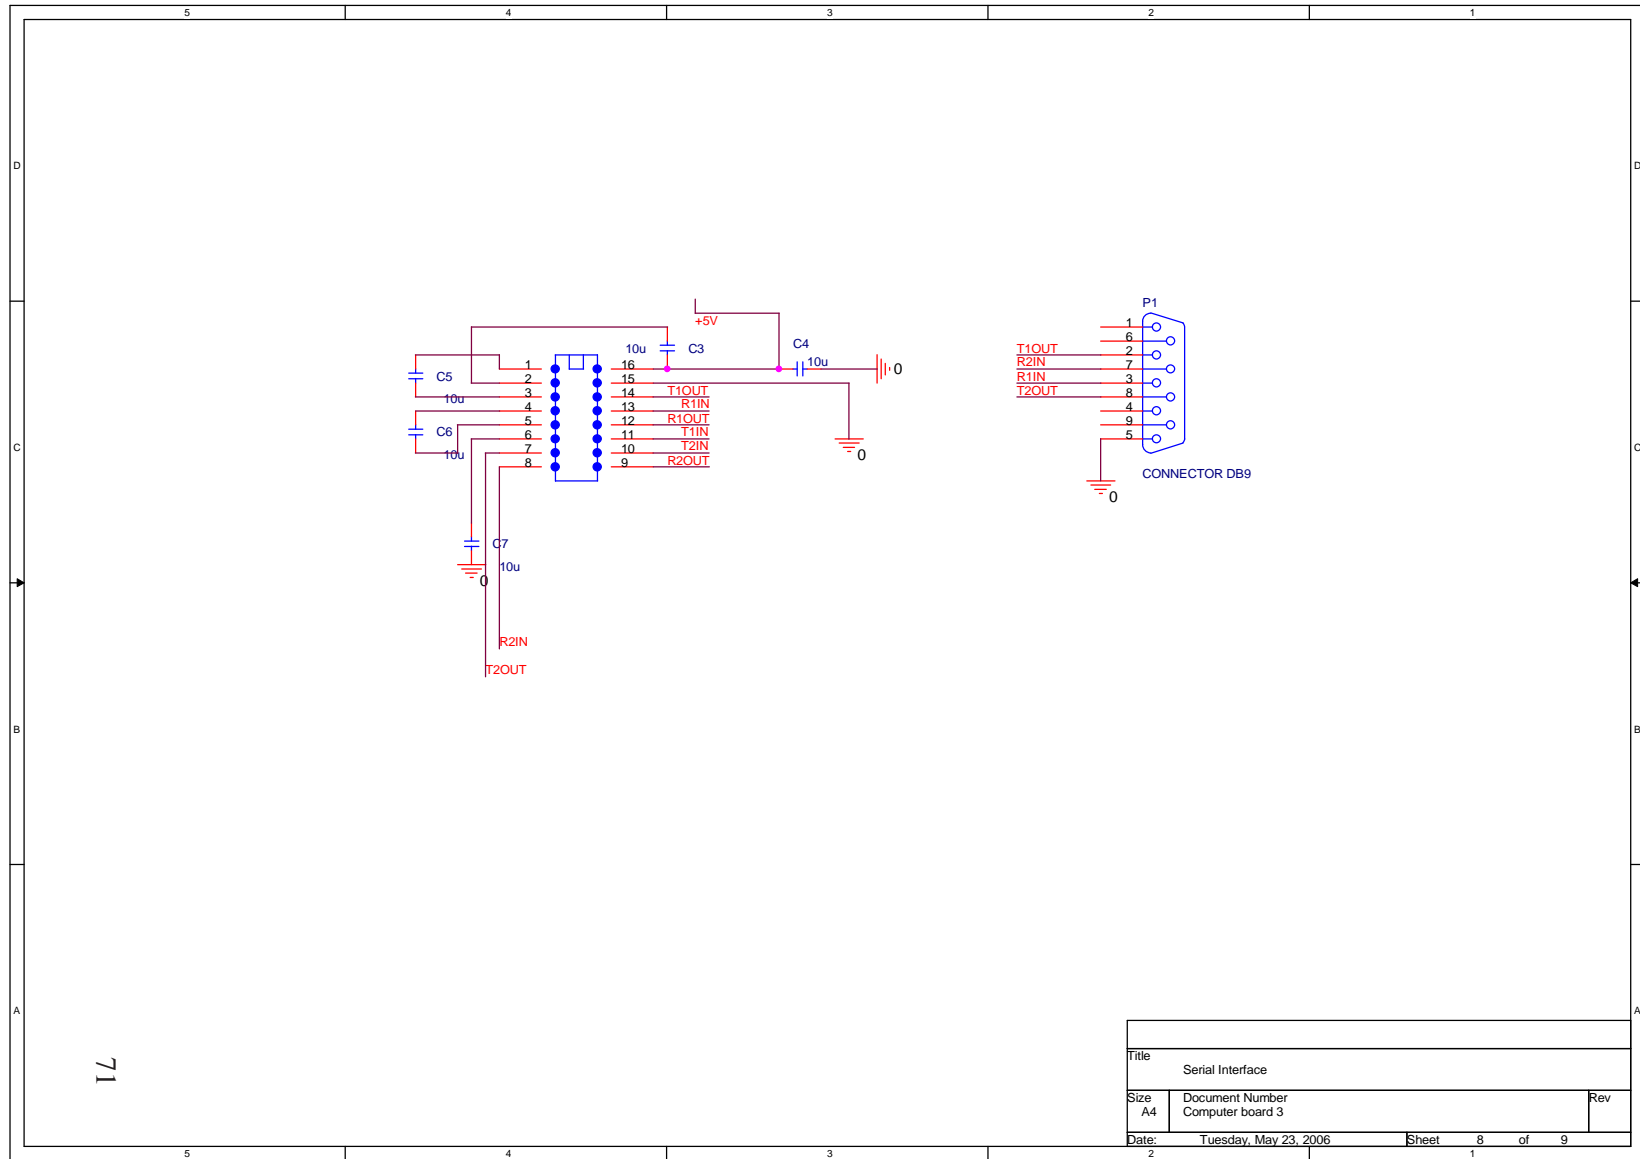 5 4 3 2 1
D D
C C
B B
A A
+5V
10u C3
C4
10u
0
C5
10u
C6
10u
1 16
2 15
3 14 T1OUT
4 13 R1IN
5 12 R1OUT
6 11 T1IN
7 10 T2IN
8 9 R2OUT
0
C7
10u
0
R2IN
T2OUT
P1
1
6
T1OUT 2
R2IN 7
R1IN 3
T2OUT 8
4
9
5
CONNECTOR DB9
0
71
Title
Serial Interface
Size Document Number Rev
A4 Computer board 3
Date: Tuesday, May 23, 2006 Sheet 8 of 9
5 4 3 2 1